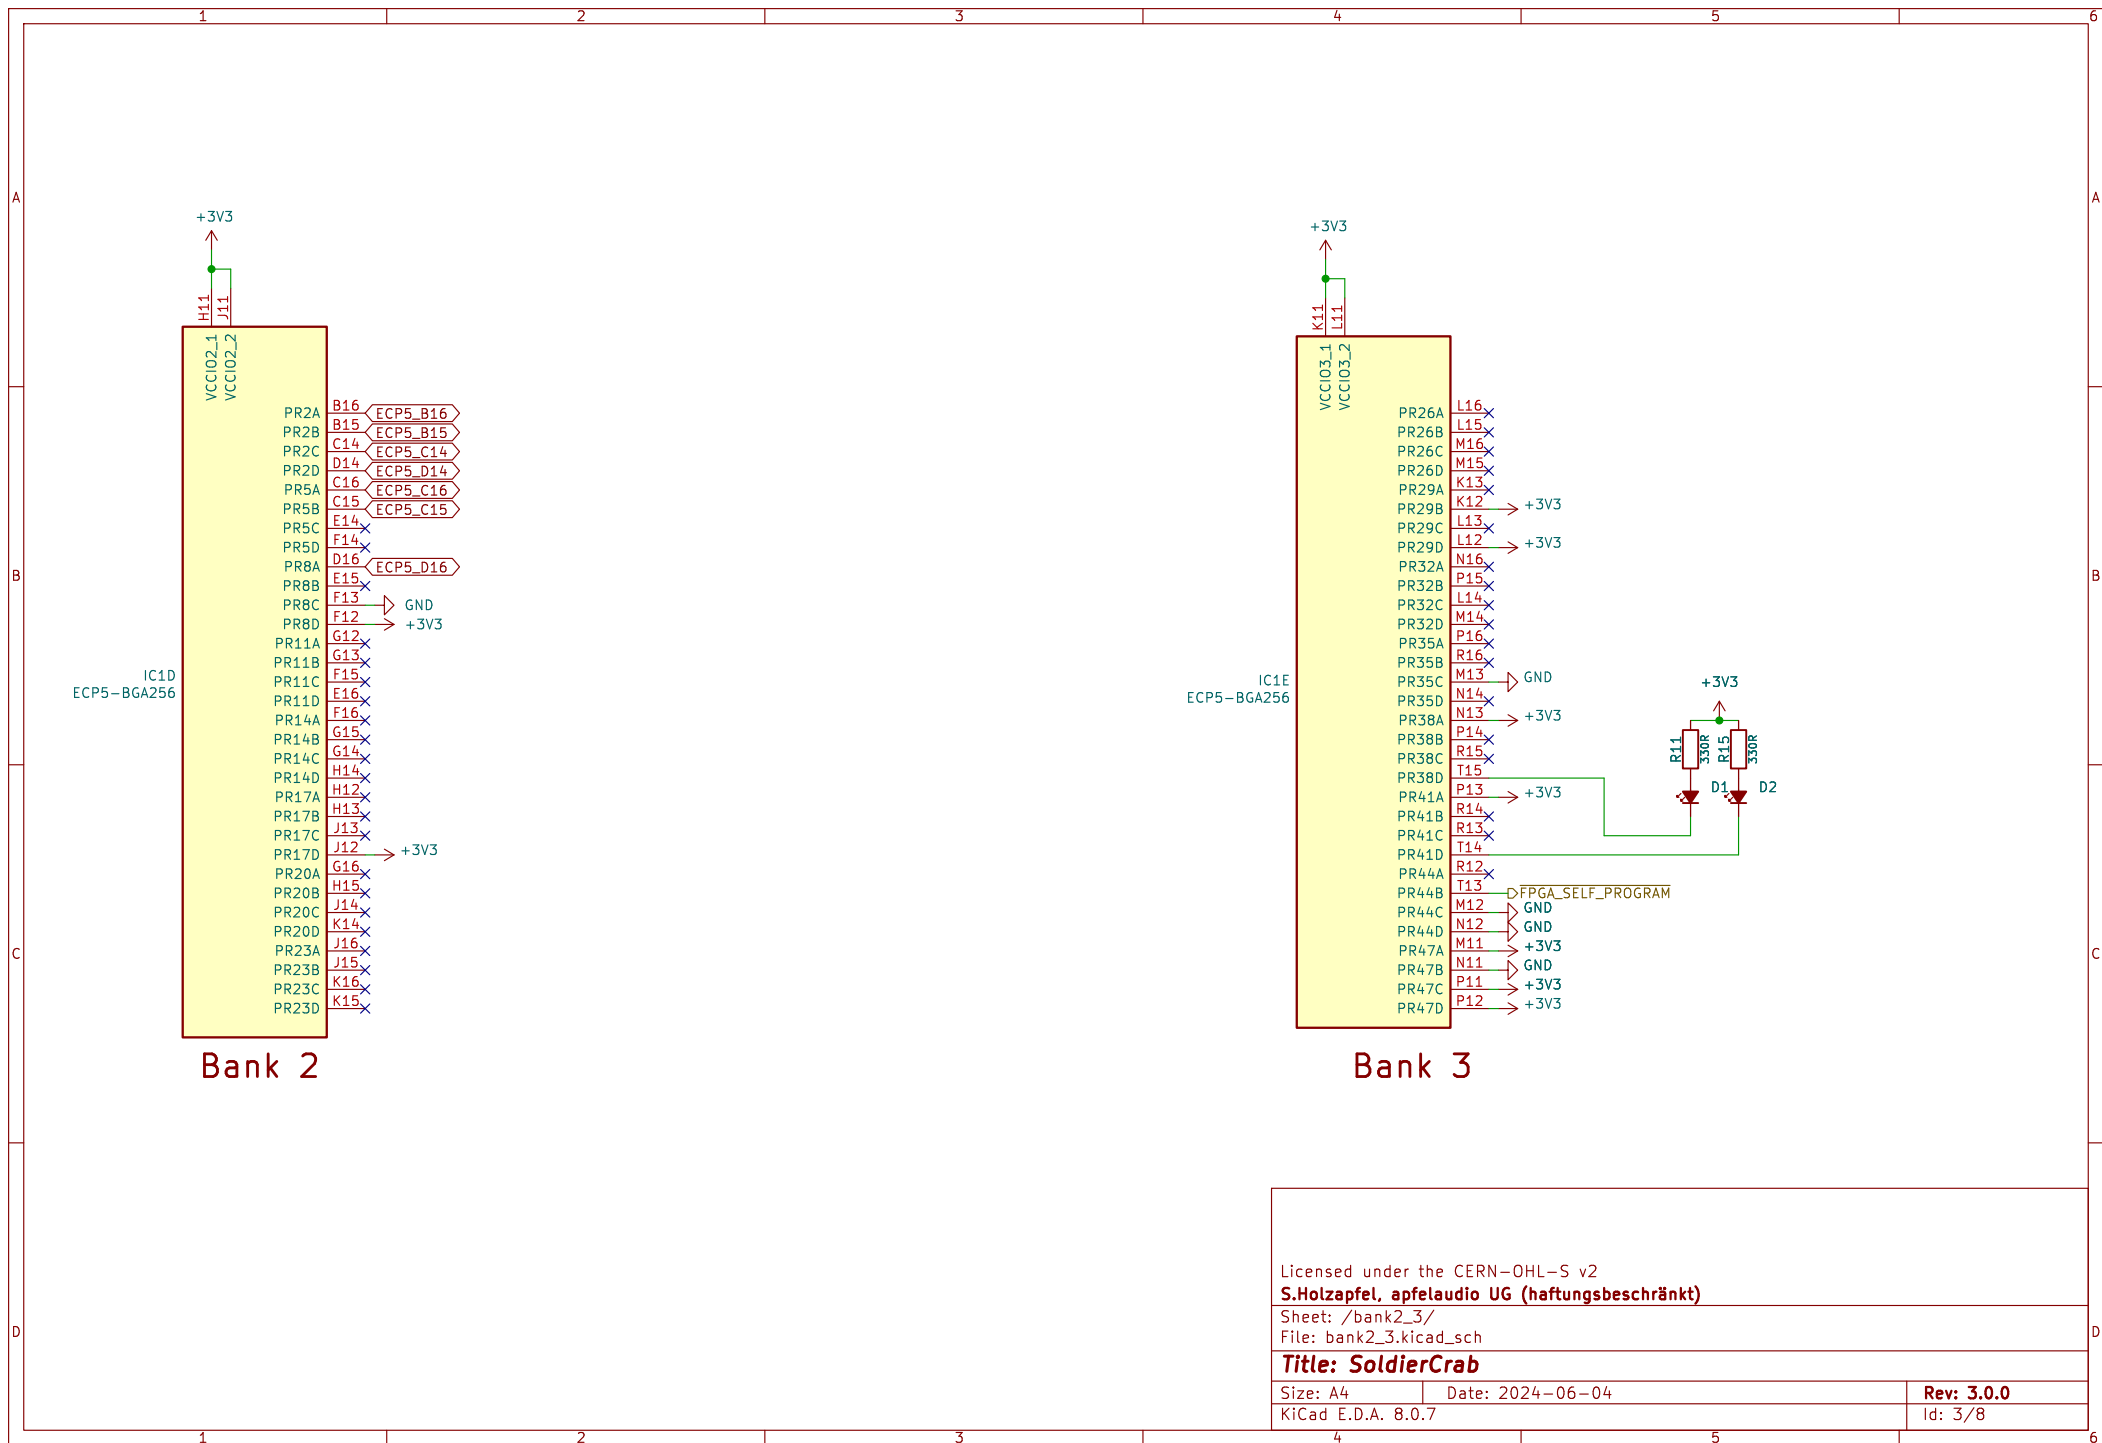 1 2 3 4 5 6
A A
B B
C C
D D
+3V3
H11 J11
VCCIO2_1
VCCIO2_2
IC1D
ECP5-BGA256
PR2A B16 ECP5_B16
PR2B B15 ECP5_B15
PR2C C14 ECP5_C14
PR2D D14 ECP5_D14
PR5A C16 ECP5_C16
PR5B C15 ECP5_C15
PR5C E14
PR5D F14
PR8A D16 ECP5_D16
PR8B E15
PR8C F13 GND
PR8D F12 +3V3
PR11A G12
PR11B G13
PR11C F15
PR11D E16
PR14A F16
PR14B G15
PR14C G14
PR14D H14
PR17A H12
PR17B H13
PR17C J13
PR17D J12 +3V3
PR20A G16
PR20B H15
PR20C J14
PR20D K14
PR23A J16
PR23B J15
PR23C K16
PR23D K15
Bank 2
+3V3
K11 L11
VCCIO3_1
VCCIO3_2
IC1E
ECP5-BGA256
PR26A L16
PR26B L15
PR26C M16
PR26D M15
PR29A K13
PR29B K12 +3V3
PR29C L13
PR29D L12 +3V3
PR32A N16
PR32B P15
PR32C L14
PR32D M14
PR35A P16
PR35B R16
PR35C M13 GND
PR35D N14
PR38A N13 +3V3
PR38B P14
PR38C R15
PR38D T15
PR41A P13 +3V3
PR41B R14
PR41C R13
PR41D T14
PR44A R12
PR44B T13 FPGA_SELF_PROGRAM
PR44C M12 GND
PR44D N12 GND
PR47A M11 +3V3
PR47B N11 GND
PR47C P11 +3V3
PR47D P12 +3V3
Bank 3
+3V3
R11 330R R15 330R
D1 D2
Licensed under the CERN-OHL-S v2
S.Holzapfel, apfelaudio UG (haftungsbeschränkt)
Sheet: /bank2_3/
File: bank2_3.kicad_sch
Title: SoldierCrab
Size: A4 Date: 2024-06-04 Rev: 3.0.0
KiCad E.D.A. 8.0.7 Id: 3/8
1 2 3 4 5 6